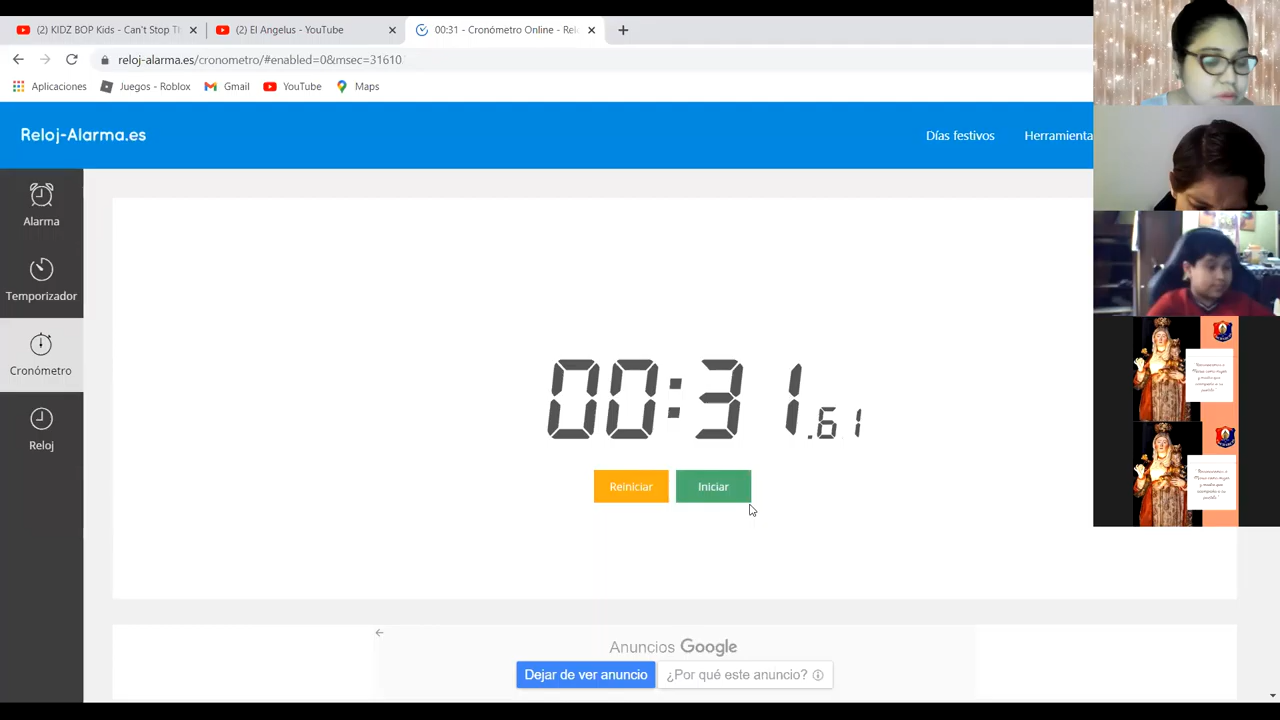 (2) KIDZ BOP Kids - Can't Stop Th
(2) El Angelus - YouTube
00:31 - Cronómetro Online - Relo
reloj-alarma.es/cronometro/#enabled=0&msec=31610
Aplicaciones
Juegos - Roblox
Gmail
YouTube
Maps
Reloj-Alarma.es
Días festivos
Herramienta
Alarma
Temporizador
Cronómetro
Reloj
00:31.61
Reiniciar
Iniciar
Anuncios Google
Dejar de ver anuncio
¿Por qué este anuncio?